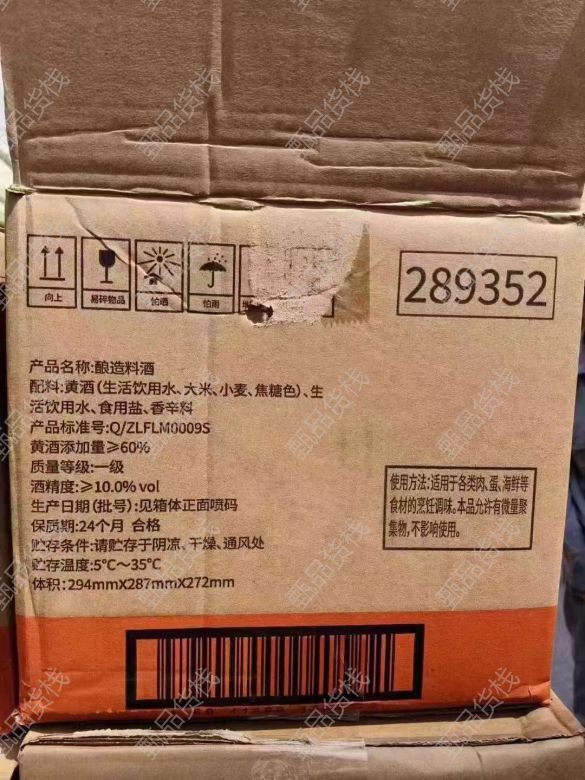 甄品货栈
向上
易碎物品
怕晒
怕雨
289352
产品名称:酿造料酒
配料:黄酒(生活饮用水、大米、小麦、焦糖色)、生
活饮用水、食用盐、香辛料
产品标准号:Q/ZLFLM0009S
黄酒添加量≥60%
质量等级:一级
酒精度:≥10.0%vol
生产日期(批号):见箱体正面喷码
保质期:24个月 合格
贮存条件:请贮存于阴凉、干燥、通风处
贮存温度:5℃~35℃
体积:294mmX287mmX272mm
使用方法:适用于各类肉、蛋、海鲜等
食材的烹饪调味。本品允许有微量聚
集物,不影响使用。